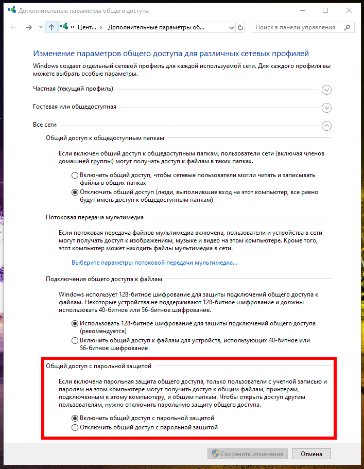 Дополнительные параметры общего доступа
« Цент... > Дополнительные параметры об...
Поиск в панели управления
Изменение параметров общего доступа для различных сетевых профилей
Windows создает отдельный сетевой профиль для каждой используемой сети. Для каждого профиля вы
можете выбрать особые параметры.
Частная (текущий профиль)
Гостевая или общедоступная
Все сети
Общий доступ к общедоступным папкам
Если включен общий доступ к общедоступным папкам, пользователи сети (включая членов
домашней группы) могут получать доступ к файлам в таких папках.
Включить общий доступ, чтобы сетевые пользователи могли читать и записывать
файлы в общих папках
Отключить общий доступ (люди, выполнившие вход на этот компьютер, все равно
будут иметь доступ к общедоступным папкам)
Потоковая передача мультимедиа
Если потоковая передача файлов мультимедиа включена, пользователи и устройства в сети
могут получать доступ к изображениям, музыке и видео на этом компьютере. Кроме того,
этот компьютер может находить файлы мультимедиа в сети.
Выберите параметры потоковой передачи мультимедиа...
Подключения общего доступа к файлам
Windows использует 128-битное шифрование для защиты подключений общего доступа к
файлам. Некоторые устройства не поддерживают 128-битное шифрование и должны
использовать 40-битное или 56-битное шифрование.
Использовать 128-битное шифрование для защиты подключений общего доступа
(рекомендуется)
Включить общий доступ к файлам для устройств, использующих 40-битное или
56-битное шифрование
Общий доступ с парольной защитой
Если включена парольная защита общего доступа, только пользователи с учетной записью и
паролем на этом компьютере могут получить доступ к общим файлам, принтерам,
подключенным к этому компьютеру, и общим папкам. Чтобы открыть доступ другим
пользователям, нужно отключить парольную защиту общего доступа.
Включить общий доступ с парольной защитой
Отключить общий доступ с парольной защитой
Сохранить изменения
Отмена